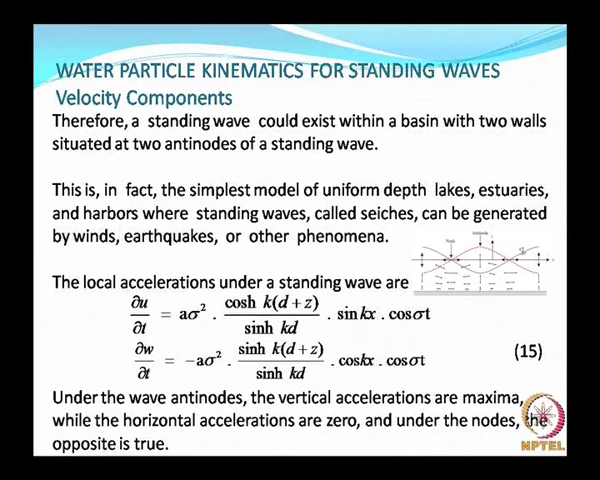 WATER PARTICLE KINEMATICS FOR STANDING WAVES
Velocity Components
Therefore, a standing wave could exist within a basin with two walls
situated at two antinodes of a standing wave.
This is, in fact, the simplest model of uniform depth lakes, estuaries,
and harbors where standing waves, called seiches, can be generated
by winds, earthquakes, or other phenomena.
Antinode
Node
The local accelerations under a standing wave are
∂u/∂t = aσ² . cosh k(d+z)/sinh kd . sin kx . cos σt
∂w/∂t = −aσ² . sinh k(d+z)/sinh kd . cos kx . cos σt (15)
Under the wave antinodes, the vertical accelerations are maxima,
while the horizontal accelerations are zero, and under the nodes, the
opposite is true.
NPTEL